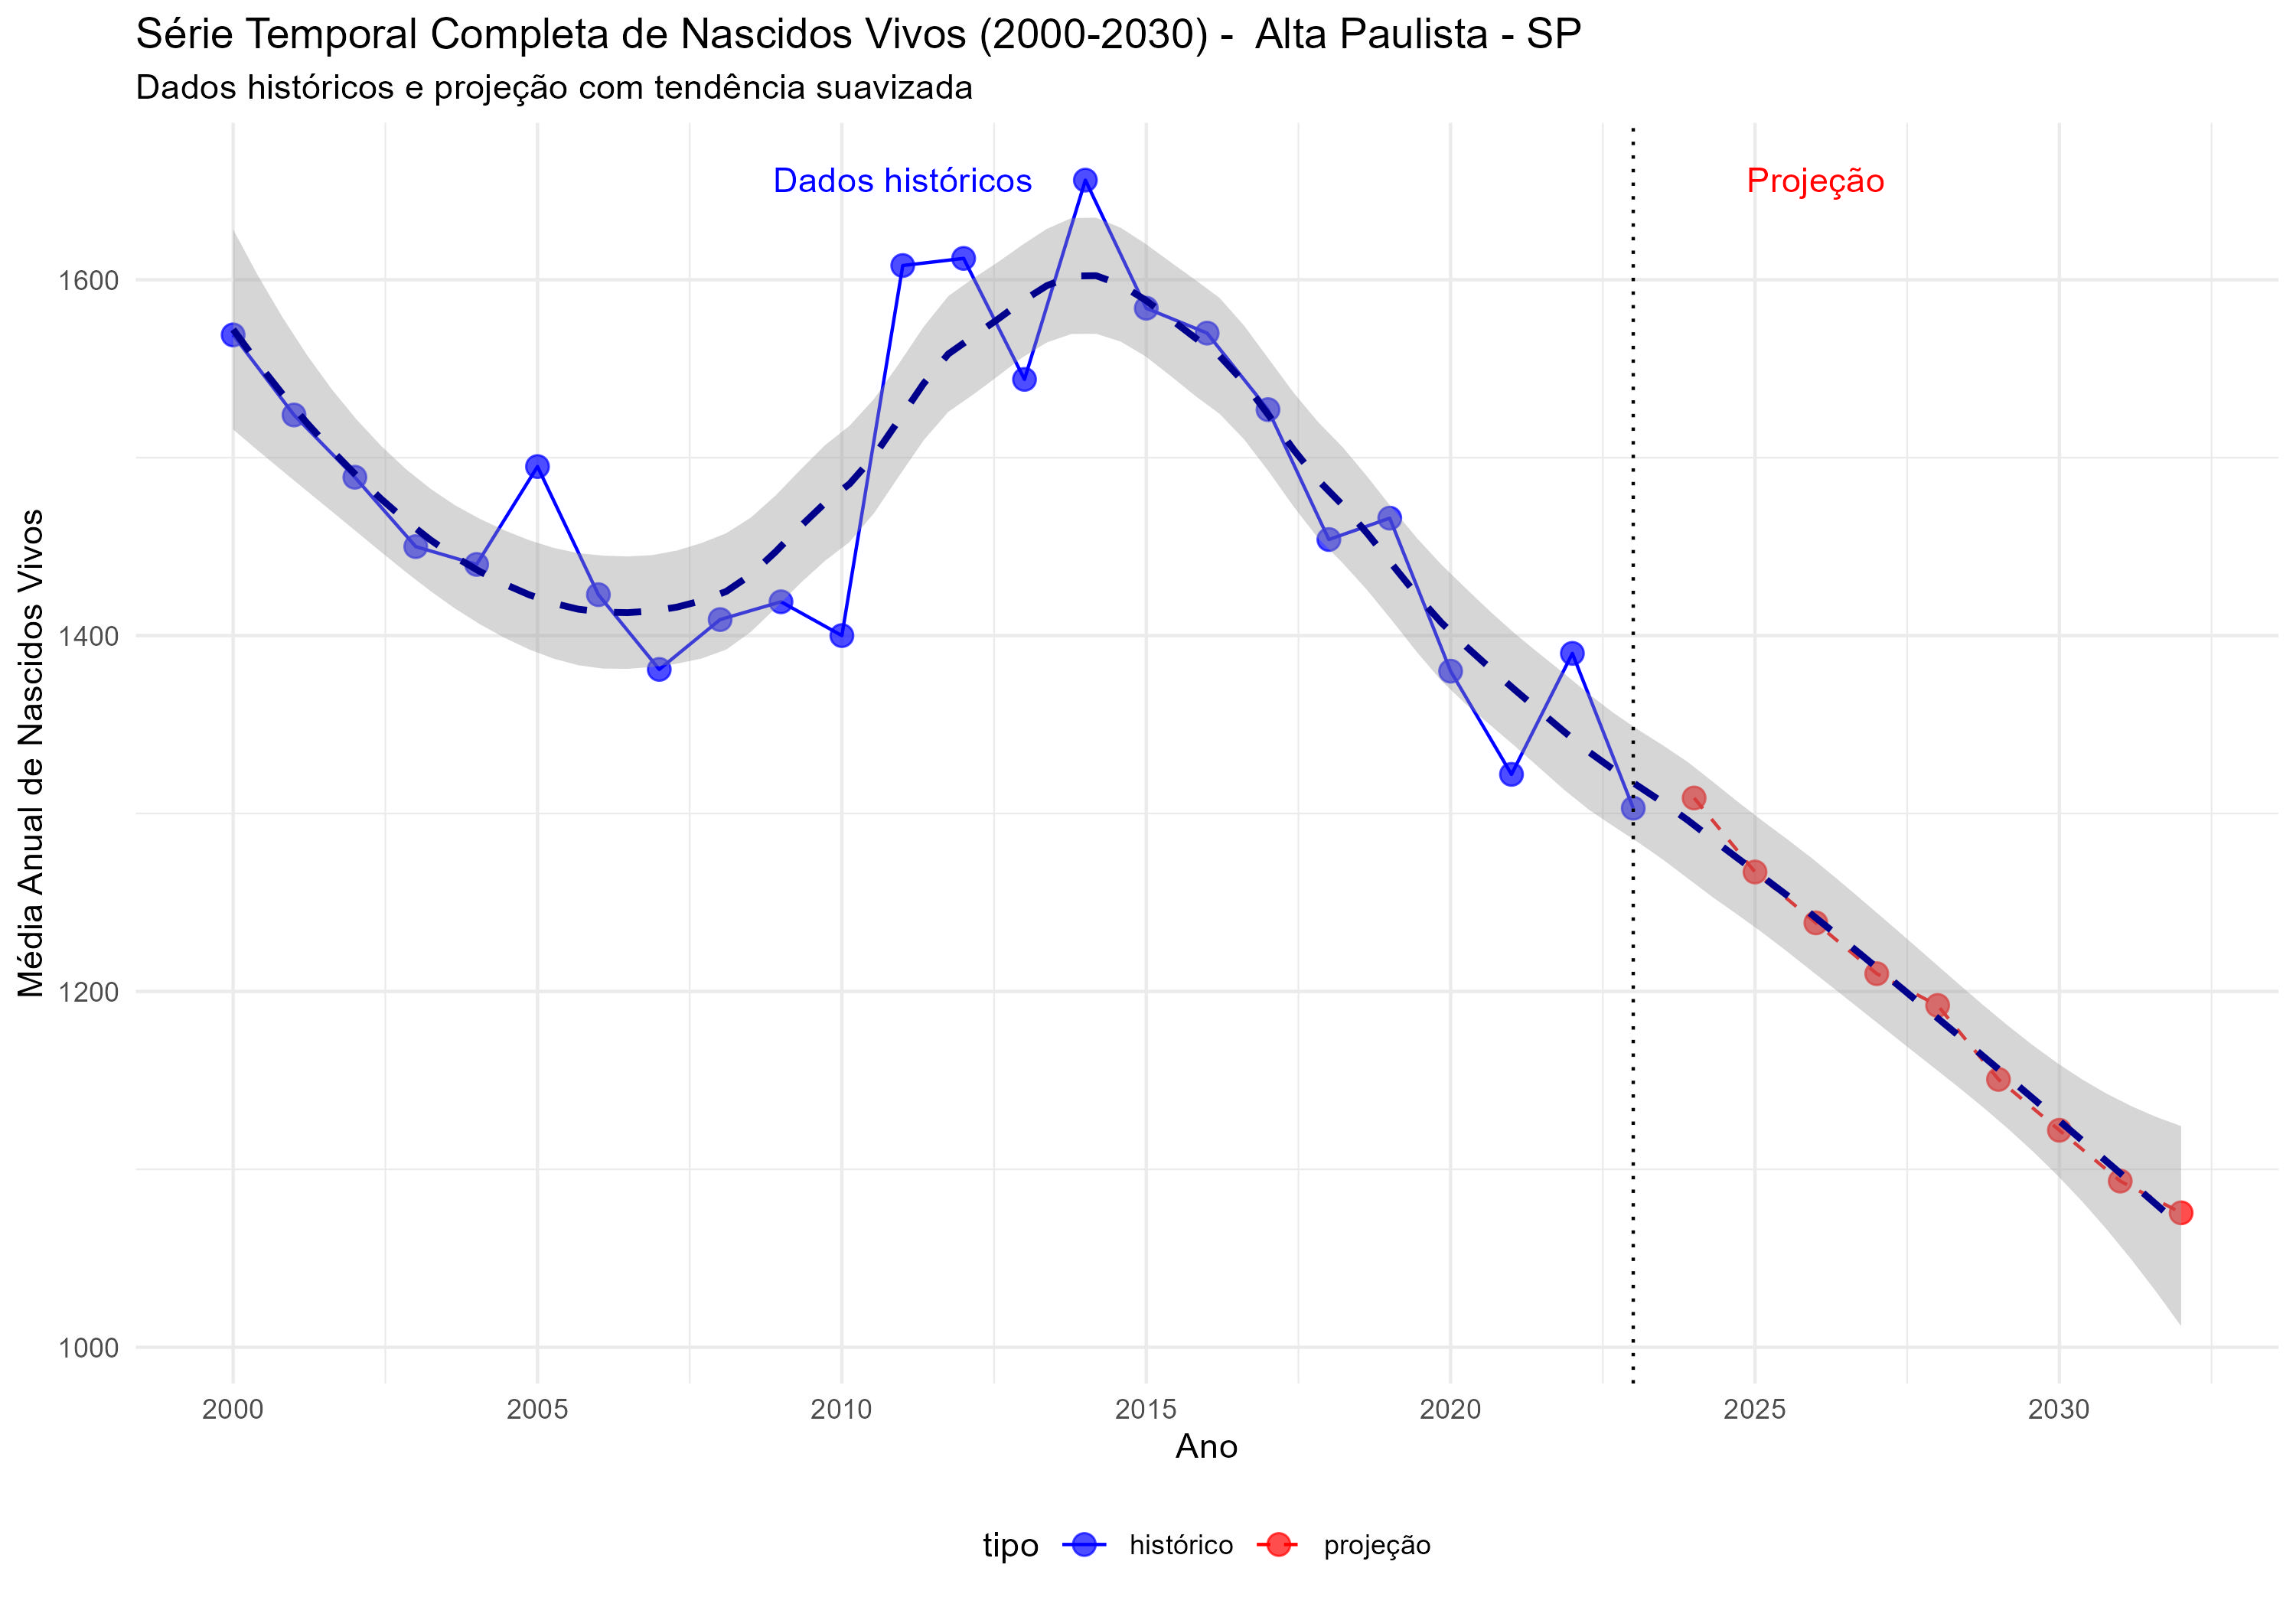 Série Temporal Completa de Nascidos Vivos (2000-2030) -  Alta Paulista - SP
Dados históricos e projeção com tendência suavizada
Dados históricos
Projeção
Média Anual de Nascidos Vivos
1600
1400
1200
1000
2000 2005 2010 2015 2020 2025 2030
Ano
tipo histórico projeção